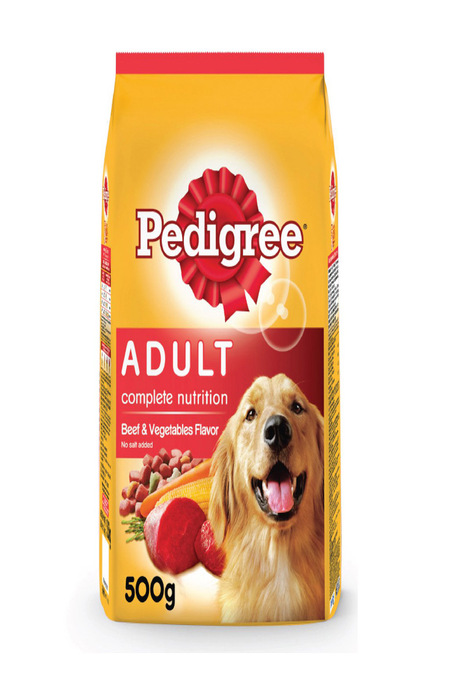 Pedigree®
ADULT
complete nutrition
Beef & Vegetables Flavor
No salt added
500g